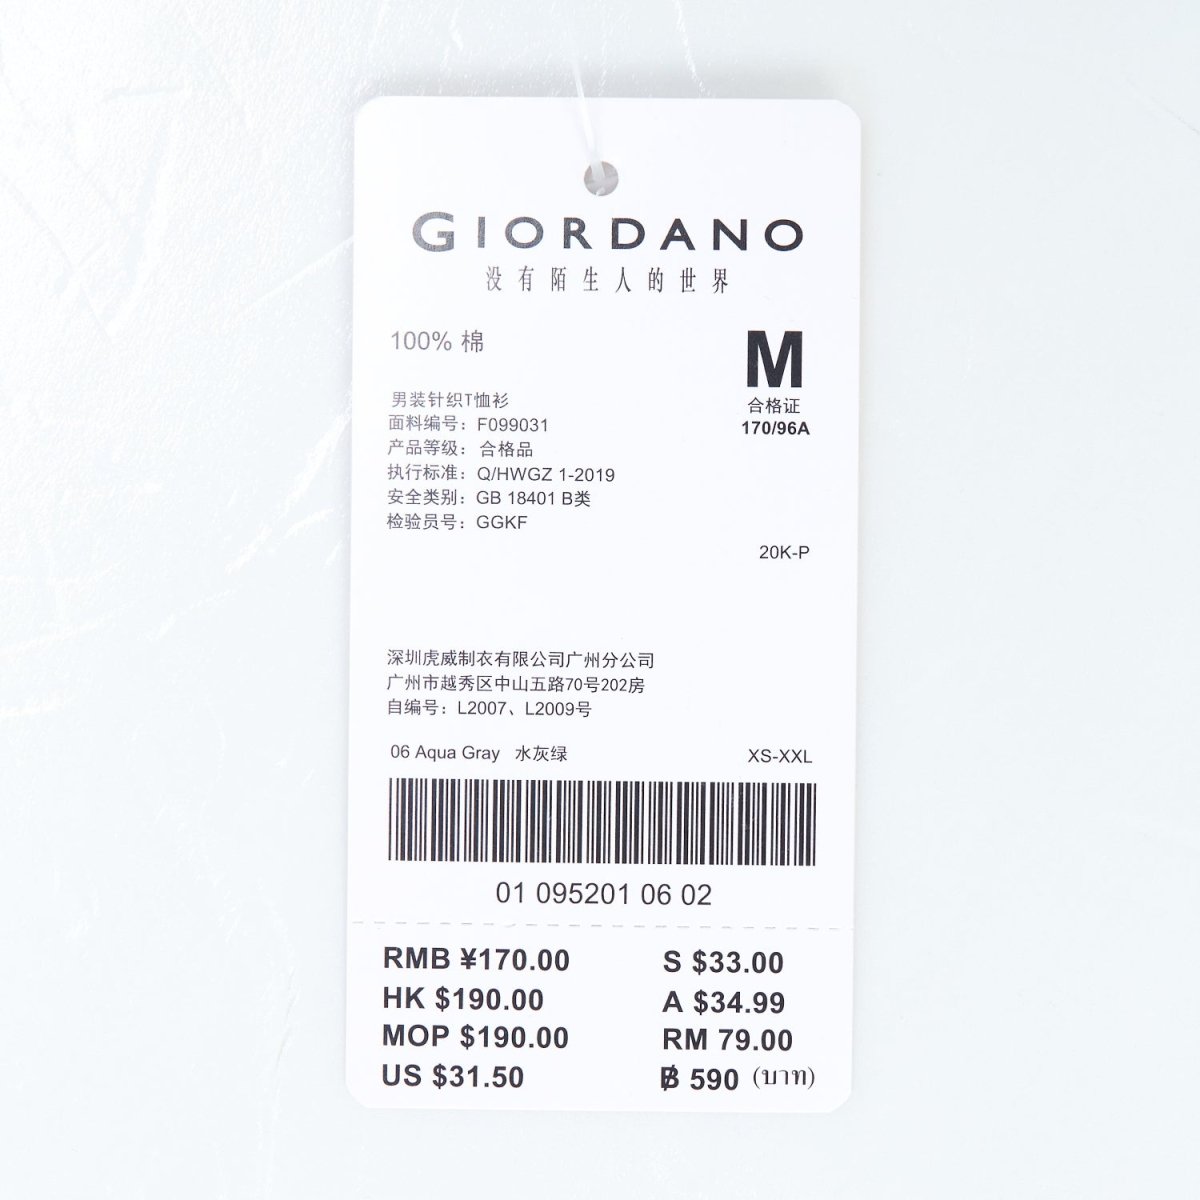 GIORDANO
没有陌生人的世界
100% 棉
M
合格证
170/96A
男装针织T恤衫
面料编号：F099031
产品等级：合格品
执行标准：Q/HWGZ 1-2019
安全类别：GB 18401 B类
检验员号：GGKF
20K-P
深圳虎威制衣有限公司广州分公司
广州市越秀区中山五路70号202房
自编号：L2007、L2009号
06 Aqua Gray 水灰绿 XS-XXL
01 095201 06 02
RMB ¥170.00 S $33.00
HK $190.00 A $34.99
MOP $190.00 RM 79.00
US $31.50 ฿ 590 (บาท)